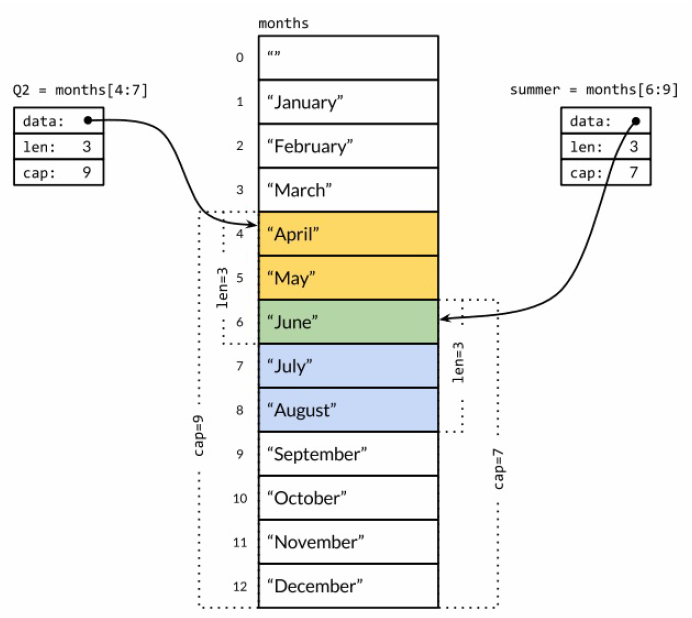 months
Q2 = months[4:7]
data:
len: 3
cap: 9
summer = months[6:9]
data:
len: 3
cap: 7
0 “”
1 “January”
2 “February”
3 “March”
4 “April”
5 “May”
6 “June”
7 “July”
8 “August”
9 “September”
10 “October”
11 “November”
12 “December”
len=3
cap=9
len=3
cap=7